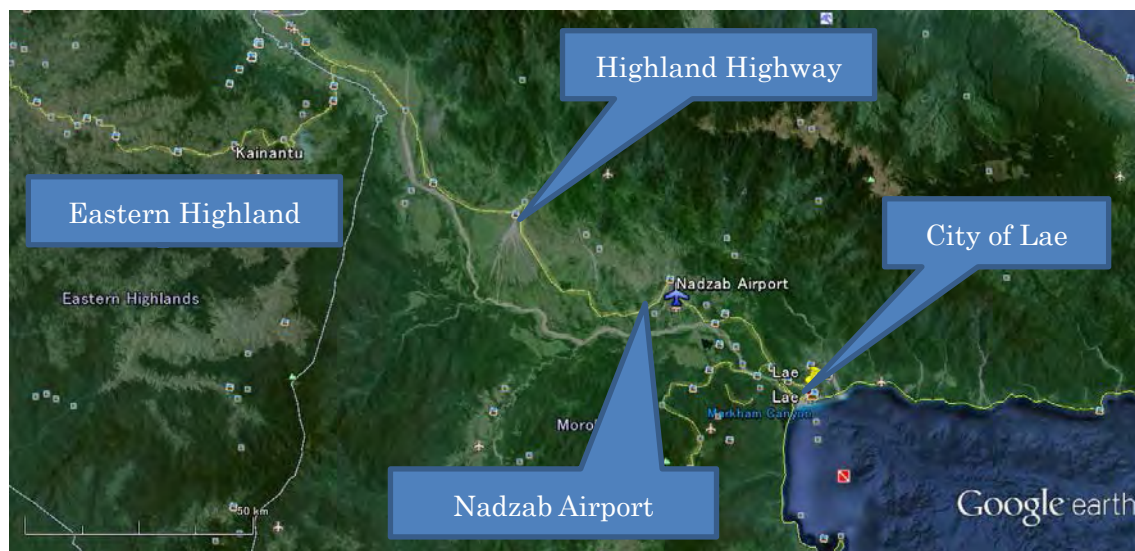 Highland Highway
Kainantu
Eastern Highland
City of Lae
Eastern Highlands
Nadzab Airport
Lae
Lae
Markham Canyon
Nadzab Airport
50 km
Google earth